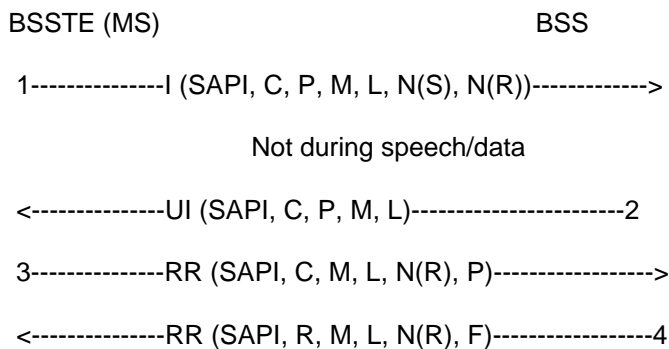 BSSTE (MS) BSS
1---------------I (SAPI, C, P, M, L, N(S), N(R))------------->
Not during speech/data
<---------------UI (SAPI, C, P, M, L)------------------------2
3---------------RR (SAPI, C, M, L, N(R), P)------------------>
<---------------RR (SAPI, R, M, L, N(R), F)------------------4